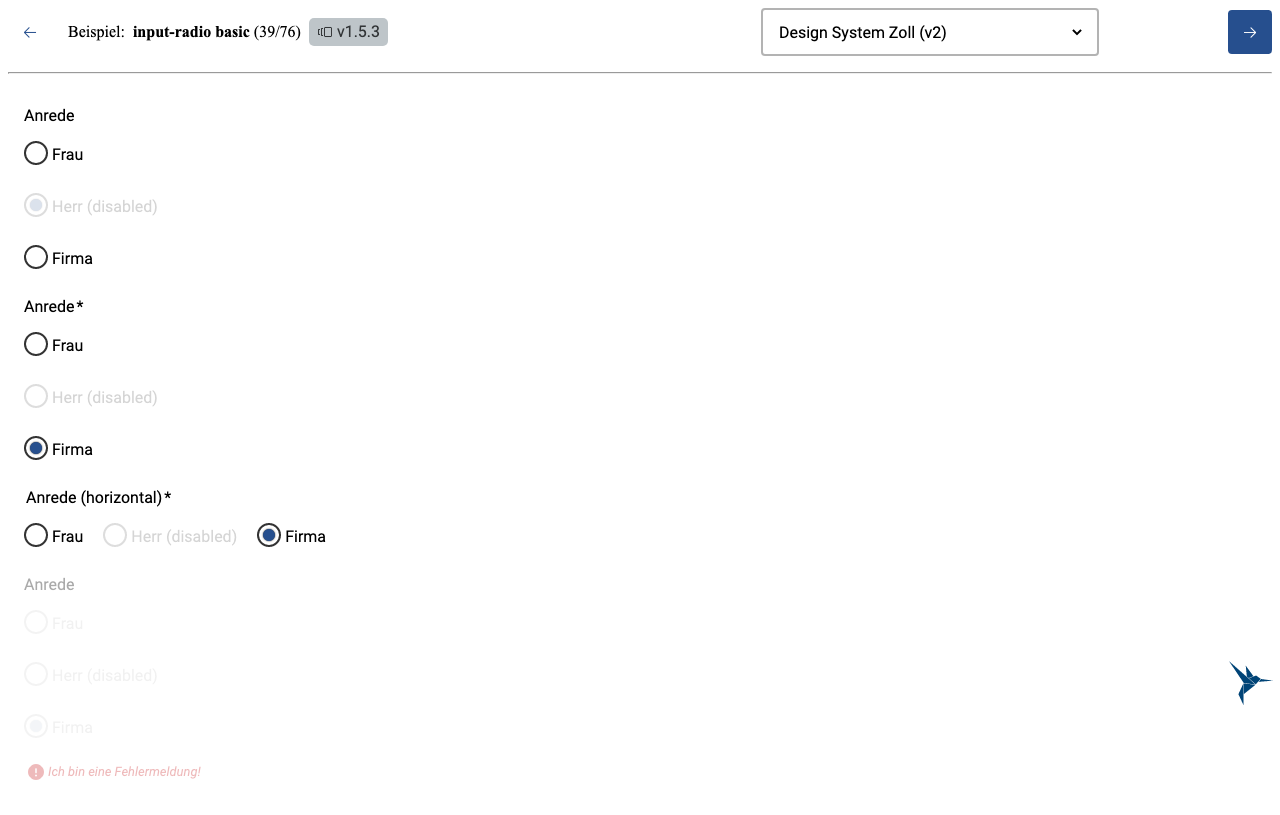 Beispiel: input-radio basic (39/76) v1.5.3 Design System Zoll (v2)
Anrede
Frau
Herr (disabled)
Firma
Anrede*
Frau
Herr (disabled)
Firma
Anrede (horizontal)*
Frau Herr (disabled) Firma
Anrede
Frau
Herr (disabled)
Firma
Ich bin eine Fehlermeldung!